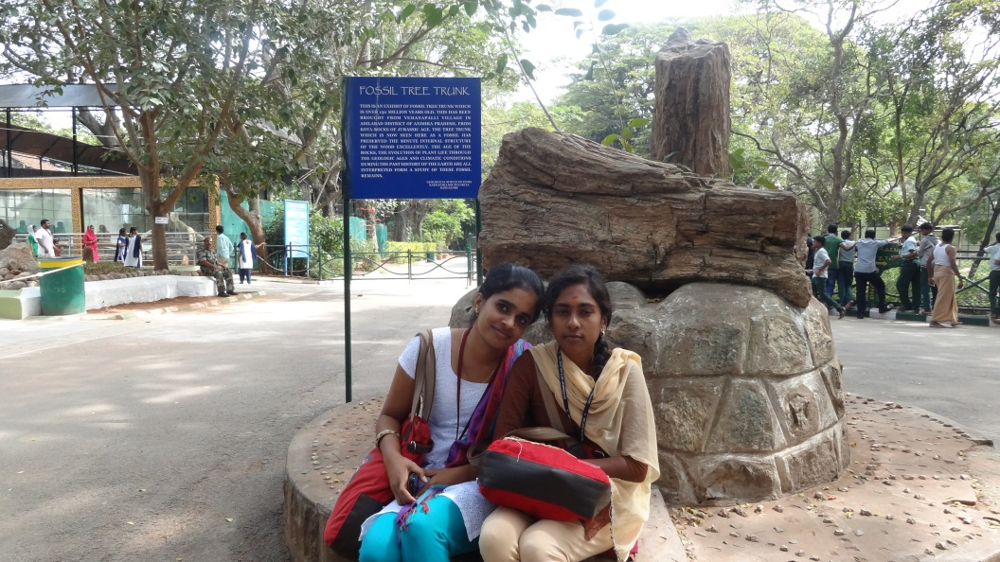 FOSSIL TREE TRUNK
THIS IS AN EXHIBIT OF FOSSIL TREE TRUNK WHICH
IS OVER 150 MILLION YEARS OLD. THIS HAS BEEN
BROUGHT FROM YEMANAPALLI VILLAGE IN
ADILABAD DISTRICT OF ANDHRA PRADESH, FROM
KOTA ROCKS OF JURASSIC AGE. THE TREE TRUNK
WHICH IS NOW SEEN HERE AS A FOSSIL HAS
PRESERVED THE MINUTE INTERNAL STRUCTURE
OF THE WOOD EXCELLENTLY. THE AGE OF THE
ROCKS, THE EVOLUTION OF PLANT LIFE THROUGH
THE GEOLOGIC AGES AND CLIMATIC CONDITIONS
DURING THE PAST HISTORY OF THE EARTH ARE ALL
INTERPRETED FORM A STUDY OF THESE FOSSIL
REMAINS.
GEOLOGICAL SURVEY OF INDIA
BANGALORE